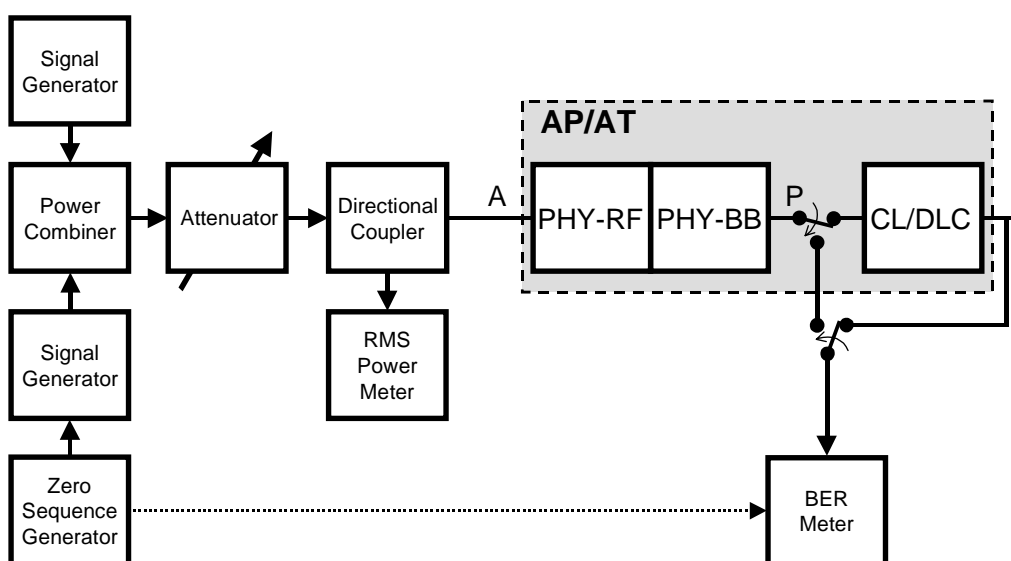 Signal
Generator
AP/AT
Power
Combiner
Attenuator
Directional
Coupler
A
PHY-RF
PHY-BB
P
CL/DLC
Signal
Generator
RMS
Power
Meter
Zero
Sequence
Generator
BER
Meter